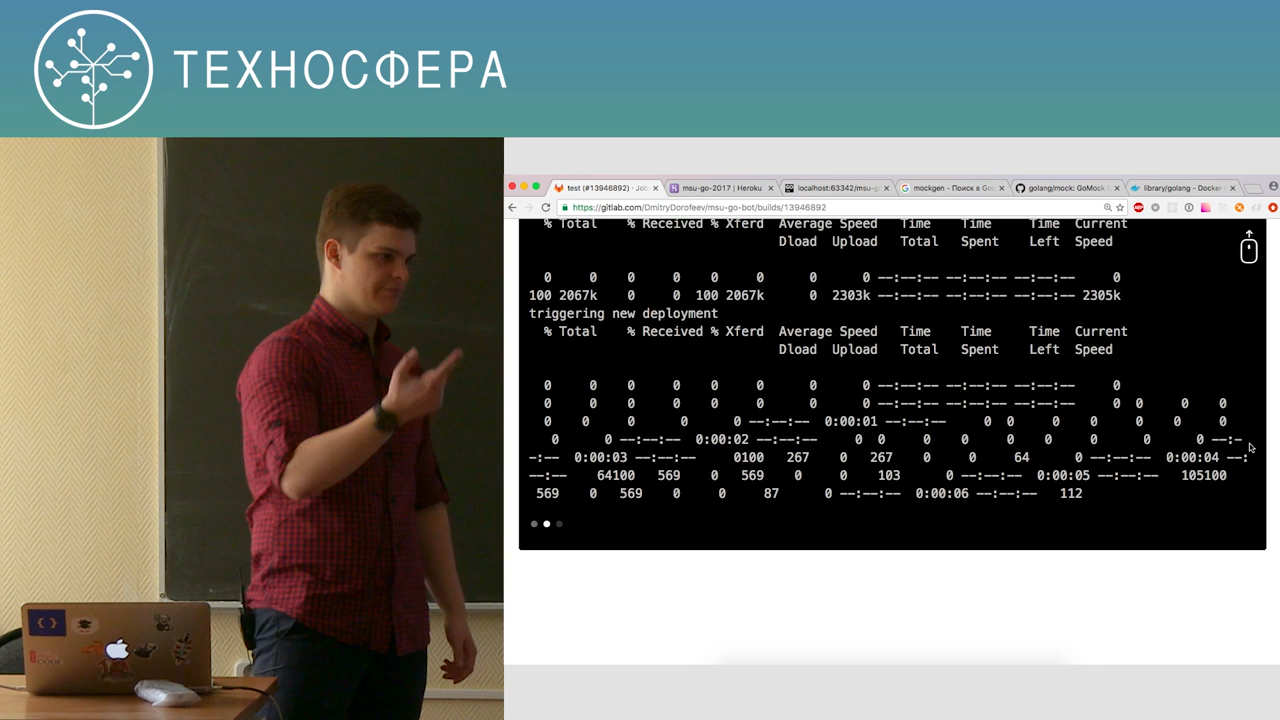 ТЕХНОСФЕРА
test (#13946892) · Job
msu-go-2017 | Heroku
localhost:63342/msu-g
mockgen - Поиск в Go
golang/mock: GoMock
library/golang - Docker
https://gitlab.com/DmitryDorofeev/msu-go-bot/builds/13946892
% Total % Received % Xferd Average Speed Time Time Time Current
Dload Upload Total Spent Left Speed
0 0 0 0 0 0 0 0 --:--:-- --:--:-- --:--:-- 0
100 2067k 0 0 100 2067k 0 2303k --:--:-- --:--:-- --:--:-- 2305k
triggering new deployment
% Total % Received % Xferd Average Speed Time Time Time Current
Dload Upload Total Spent Left Speed
0 0 0 0 0 0 0 0 --:--:-- --:--:-- --:--:-- 0
0 0 0 0 0 0 0 0 --:--:-- --:--:-- --:--:-- 0 0 0 0
0 0 0 0 0 --:--:-- 0:00:01 --:--:-- 0 0 0 0 0 0 0
0 0 --:--:-- 0:00:02 --:--:-- 0 0 0 0 0 0 0 0 0 --:-
-:-- 0:00:03 --:--:-- 0100 267 0 267 0 0 64 0 --:--:-- 0:00:04 --:
--:-- 64100 569 0 569 0 0 103 0 --:--:-- 0:00:05 --:--:-- 105100
569 0 569 0 0 87 0 --:--:-- 0:00:06 --:--:-- 112